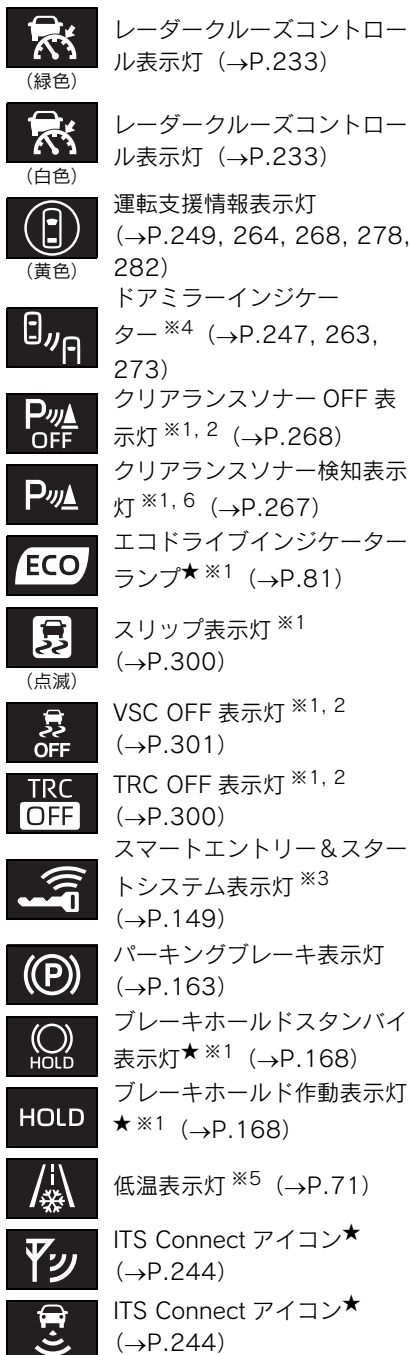 (緑色)
レーダークルーズコントロー
ル表示灯（→P.233）
(白色)
レーダークルーズコントロー
ル表示灯（→P.233）
(黄色)
運転支援情報表示灯
（→P.249, 264, 268, 278,
282）
ドアミラーインジケー
ター ※4（→P.247, 263,
273）
P
OFF
クリアランスソナー OFF 表
示灯 ※1, 2（→P.268）
P
クリアランスソナー検知表示
灯 ※1, 6（→P.267）
ECO
エコドライブインジケーター
ランプ★ ※1（→P.81）
(点滅)
スリップ表示灯 ※1
（→P.300）
OFF
VSC OFF 表示灯 ※1, 2
（→P.301）
TRC
OFF
TRC OFF 表示灯 ※1, 2
（→P.300）
スマートエントリー＆スター
トシステム表示灯 ※3
（→P.149）
(P)
パーキングブレーキ表示灯
（→P.163）
HOLD
ブレーキホールドスタンバイ
表示灯★ ※1（→P.168）
HOLD
ブレーキホールド作動表示灯
★ ※1（→P.168）
低温表示灯 ※5（→P.71）
ITS Connect アイコン★
（→P.244）
ITS Connect アイコン★
（→P.244）